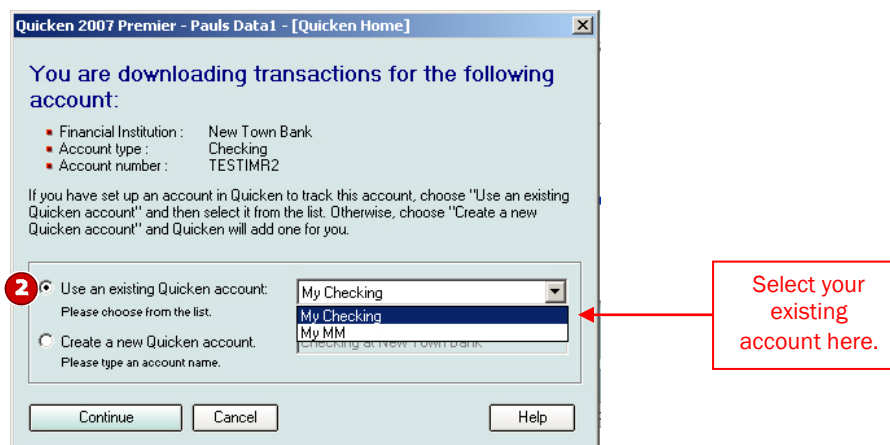 Quicken 2007 Premier - Pauls Data1 - [Quicken Home]
You are downloading transactions for the following
account:
Financial Institution : New Town Bank
Account type : Checking
Account number : TESTIMR2
If you have set up an account in Quicken to track this account, choose "Use an existing
Quicken account" and then select it from the list. Otherwise, choose "Create a new
Quicken account" and Quicken will add one for you.
2 Use an existing Quicken account: My Checking
Please choose from the list.
My Checking
My MM
Create a new Quicken account. Checking at New Town Bank
Please type an account name.
Continue Cancel Help
Select your
existing
account here.